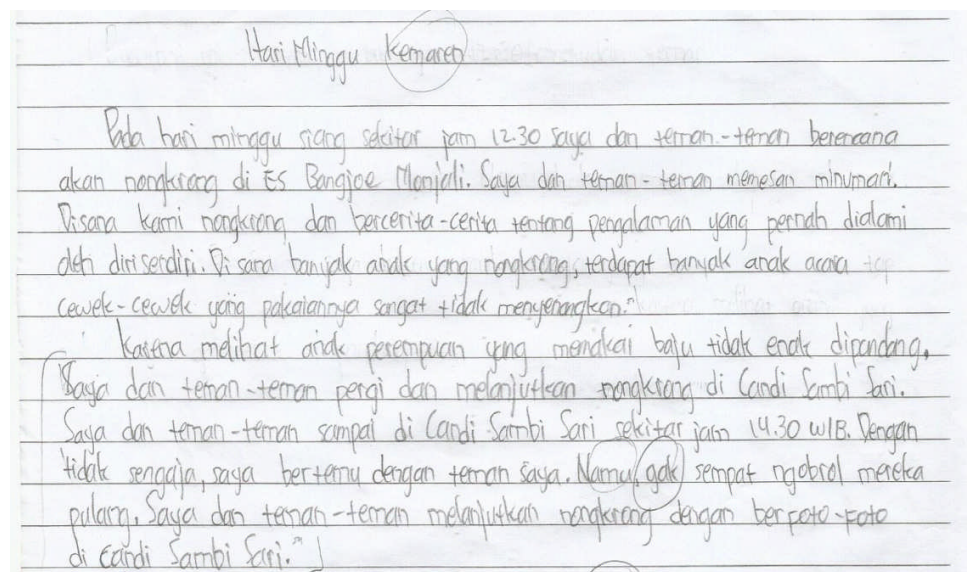 Hari Minggu Kemaren
Pada hari minggu siang sekitar jam 12.30 saya dan teman-teman berencana
akan nongkrong di ES Bangjoe Monjali. Saya dan teman-teman memesan minuman.
Disana kami nongkrong dan bercerita-cerita tentang pengalaman yang pernah dialami
oleh diri sendiri. Di sana banyak anak yang nongkrong, terdapat banyak anak
cewek-cewek yang pakaiannya sangat tidak menyenangkan."
Karena melihat anak perempuan yang memakai baju tidak enak dipandang,
Saya dan teman-teman pergi dan melanjutkan nongkrong di Candi Sambi Sari.
Saya dan teman-teman sampai di Candi Sambi Sari sekitar jam 14.30 WIB. Dengan
tidak sengaja, saya bertemu dengan teman saya. Namu, gak sempat ngobrol mereka
pulang, Saya dan teman-teman melanjutkan nongkrong dengan berfoto-foto
di Candi Sambi Sari."